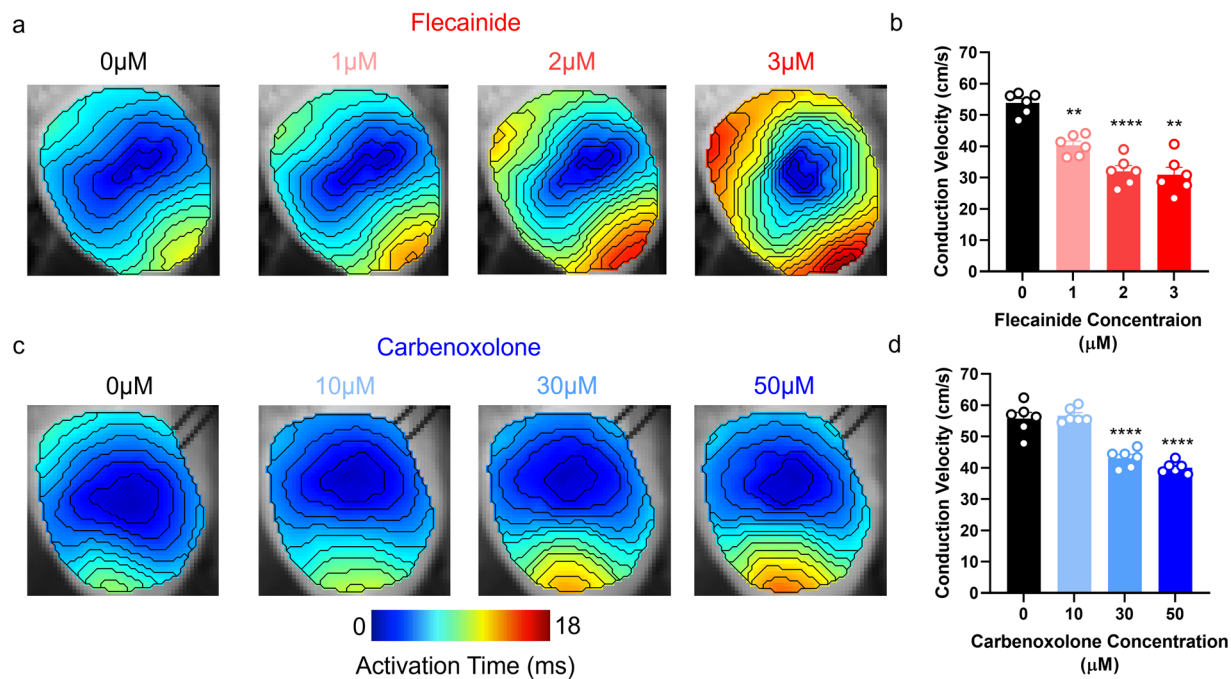 a
Flecainide
0µM
1µM
2µM
3µM
b
Conduction Velocity (cm/s)
70
60
50
40
30
20
10
0
**
****
**
0
1
2
3
Flecainide Concentraion
(µM)
c
Carbenoxolone
0µM
10µM
30µM
50µM
0
18
Activation Time (ms)
d
Conduction Velocity (cm/s)
70
60
50
40
30
20
10
0
****
****
0
10
30
50
Carbenoxolone Concentration
(µM)